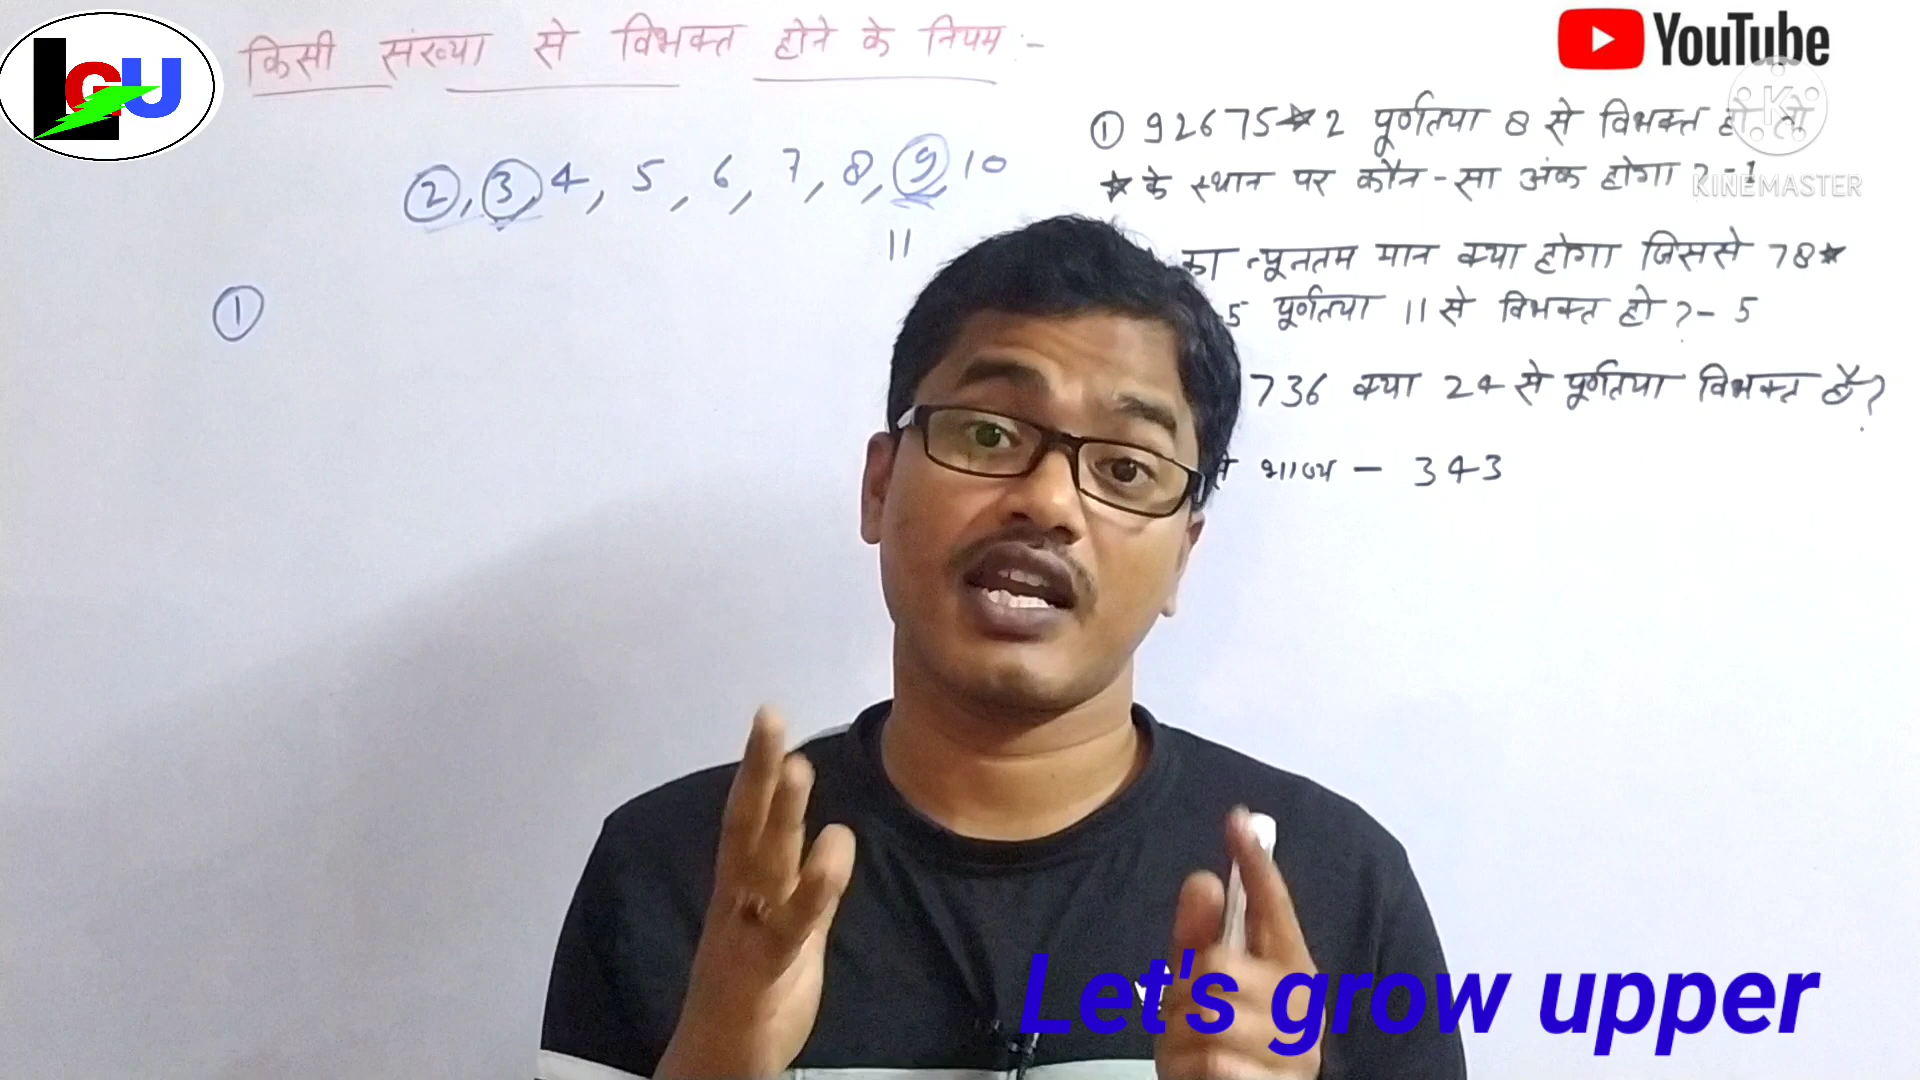 LGU
किसी संख्या से विभक्त होने के नियम :-
YouTube
KINEMASTER
2, 3, 4, 5, 6, 7, 8, 9, 10
11
①
① 92675*2 पूर्णतया 8 से विभक्त हो तो
* के स्थान पर कौन-सा अंक होगा ? - 1
का न्यूनतम मान क्या होगा जिससे 78*
5 पूर्णतया 11 से विभक्त हो ? - 5
736 क्या 24 से पूर्णतया विभक्त है?
से भाज्य - 343
Let's grow upper